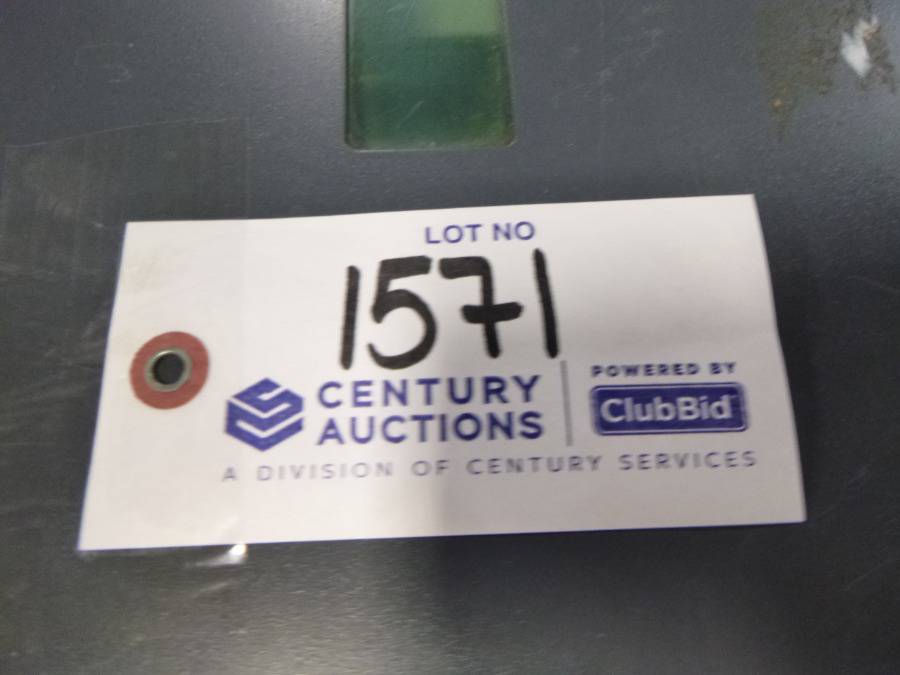 LOT NO
1571
CENTURY
AUCTIONS
POWERED BY
ClubBid
A DIVISION OF CENTURY SERVICES